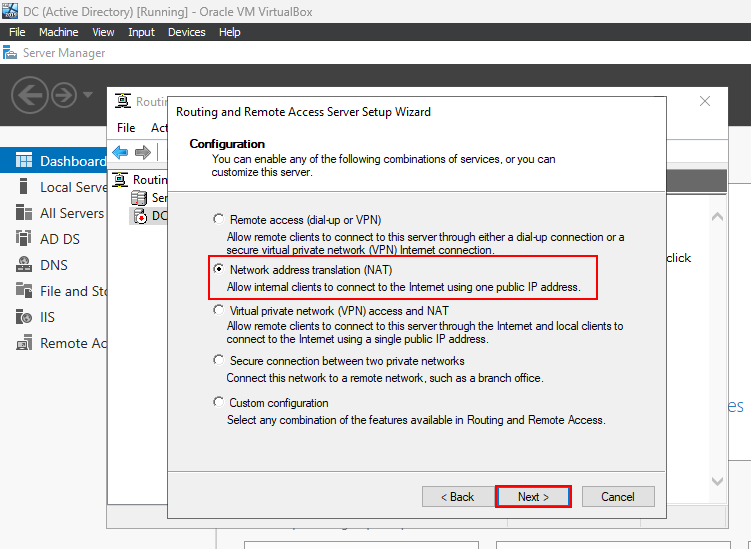 DC (Active Directory) [Running] - Oracle VM VirtualBox
File Machine View Input Devices Help
Server Manager
Routing and Remote Access Server Setup Wizard
File
Configuration
You can enable any of the following combinations of services, or you can
customize this server.
Dashboard
Local Serve
All Servers
AD DS
DNS
File and Sto
IIS
Remote Ac
Routin
Ser
DC
Remote access (dial-up or VPN)
Allow remote clients to connect to this server through either a dial-up connection or a
secure virtual private network (VPN) Internet connection.
Network address translation (NAT)
Allow internal clients to connect to the Internet using one public IP address.
Virtual private network (VPN) access and NAT
Allow remote clients to connect to this server through the Internet and local clients to
connect to the Internet using a single public IP address.
Secure connection between two private networks
Connect this network to a remote network, such as a branch office.
Custom configuration
Select any combination of the features available in Routing and Remote Access.
click
es
< Back Next > Cancel